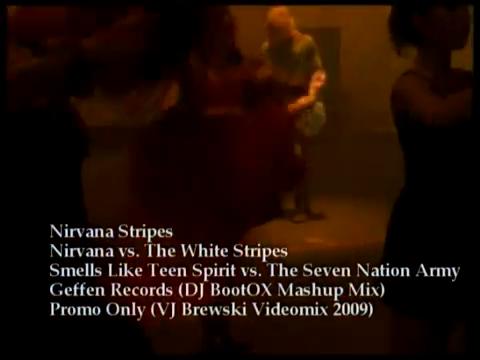 Nirvana Stripes
Nirvana vs. The White Stripes
Smells Like Teen Spirit vs. The Seven Nation Army
Geffen Records (DJ BootOX Mashup Mix)
Promo Only (VJ Brewski Videomix 2009)